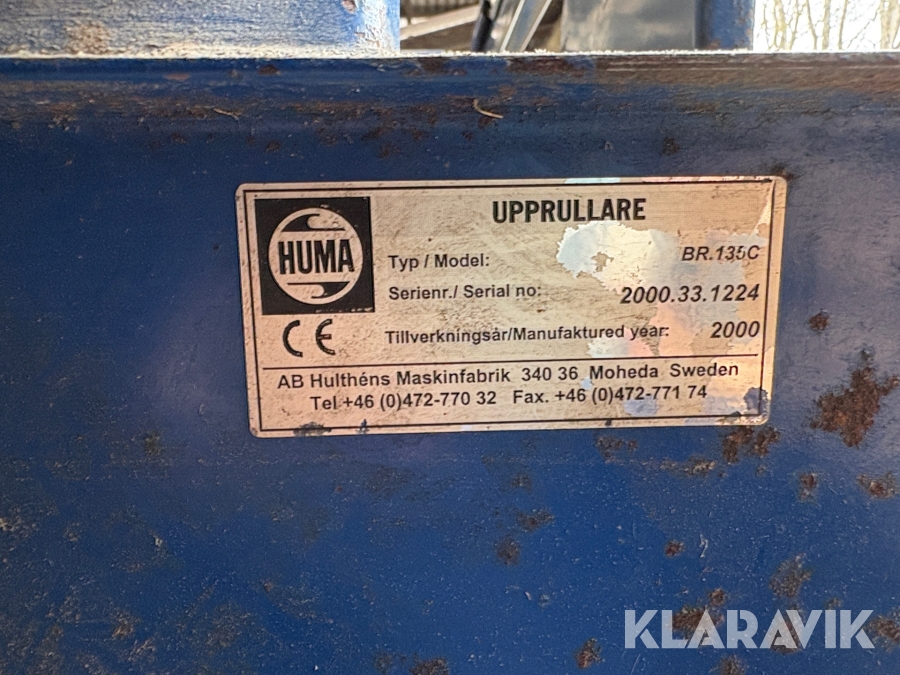 UPPRULLARE
HUMA
Typ / Model: BR.135C
Serienr./ Serial no: 2000.33.1224
CE
Tillverkningsår/Manufaktured year: 2000
AB Hulthéns Maskinfabrik 340 36 Moheda Sweden
Tel +46 (0)472-770 32 Fax. +46 (0)472-771 74
KLARAVIK